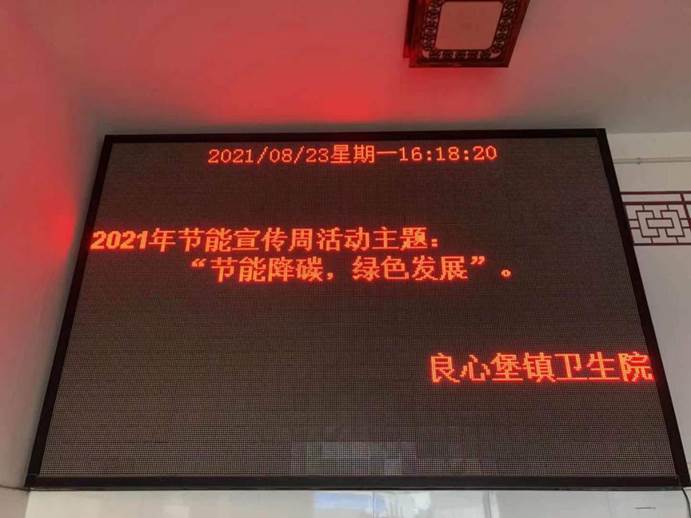 2021/08/23星期一16:18:20
2021年节能宣传周活动主题：
“节能降碳，绿色发展”。
良心堡镇卫生院